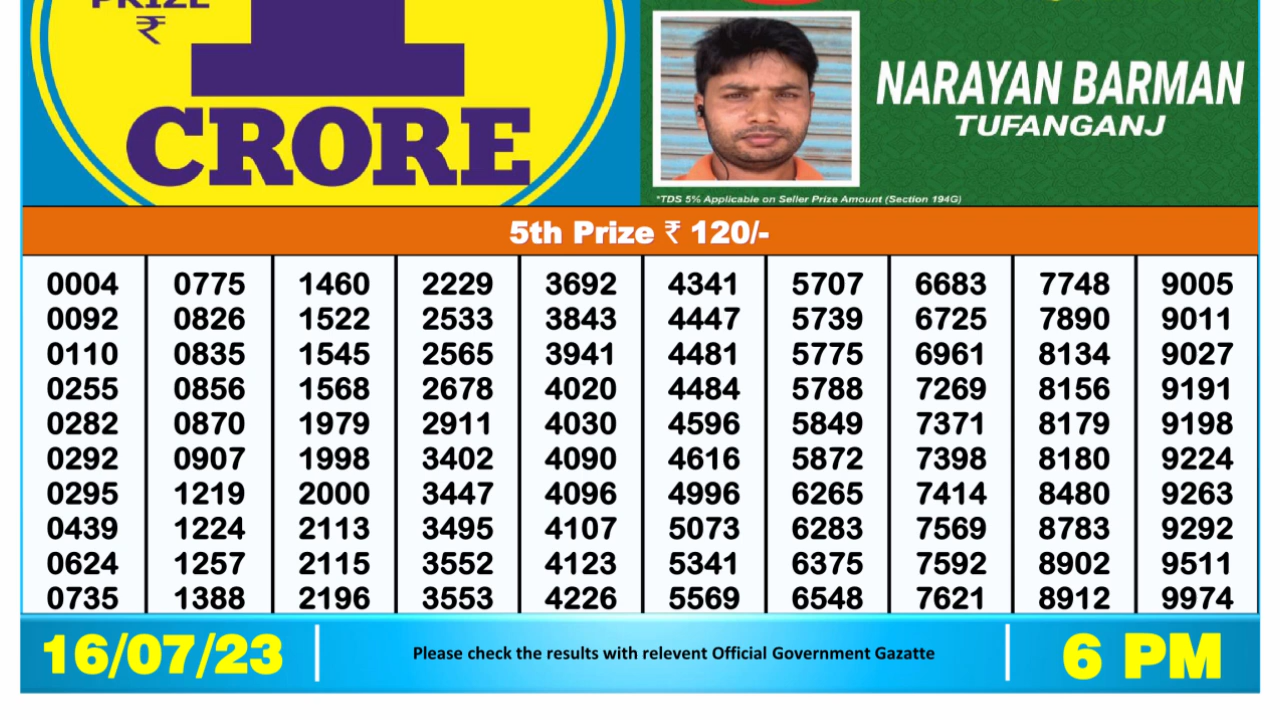 PRIZE
₹
1
CRORE
NARAYAN BARMAN
TUFANGANJ
*TDS 5% Applicable on Seller Prize Amount (Section 194G)
5th Prize ₹ 120/-
0004 0775 1460 2229 3692 4341 5707 6683 7748 9005
0092 0826 1522 2533 3843 4447 5739 6725 7890 9011
0110 0835 1545 2565 3941 4481 5775 6961 8134 9027
0255 0856 1568 2678 4020 4484 5788 7269 8156 9191
0282 0870 1979 2911 4030 4596 5849 7371 8179 9198
0292 0907 1998 3402 4090 4616 5872 7398 8180 9224
0295 1219 2000 3447 4096 4996 6265 7414 8480 9263
0439 1224 2113 3495 4107 5073 6283 7569 8783 9292
0624 1257 2115 3552 4123 5341 6375 7592 8902 9511
0735 1388 2196 3553 4226 5569 6548 7621 8912 9974
16/07/23
Please check the results with relevent Official Government Gazatte
6 PM